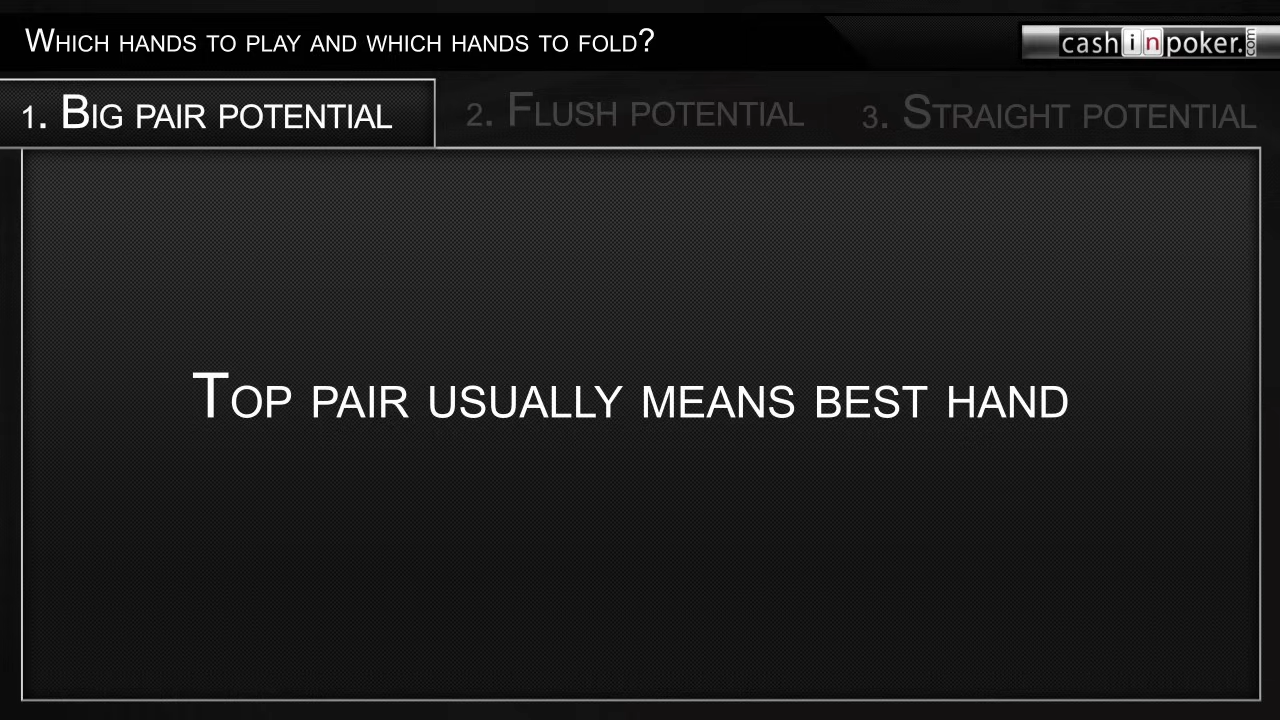 Which hands to play and which hands to fold?
cashinpoker.com
1. Big pair potential
2. Flush potential
3. Straight potential
Top pair usually means best hand